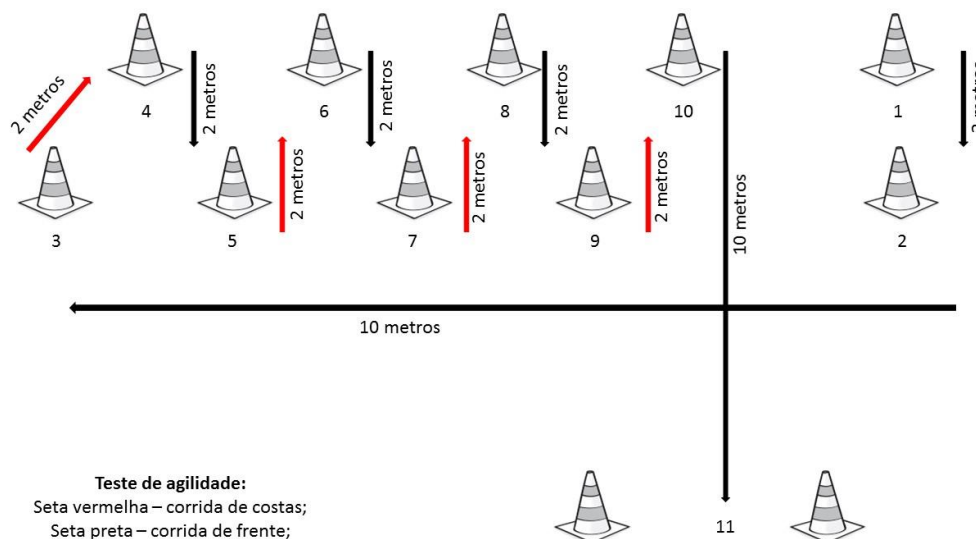 2 metros
4
2 metros
6
2 metros
8
2 metros
10
1
2 metros
3
5
2 metros
7
2 metros
9
2 metros
10 metros
2
10 metros
Teste de agilidade:
Seta vermelha – corrida de costas;
Seta preta – corrida de frente;
11